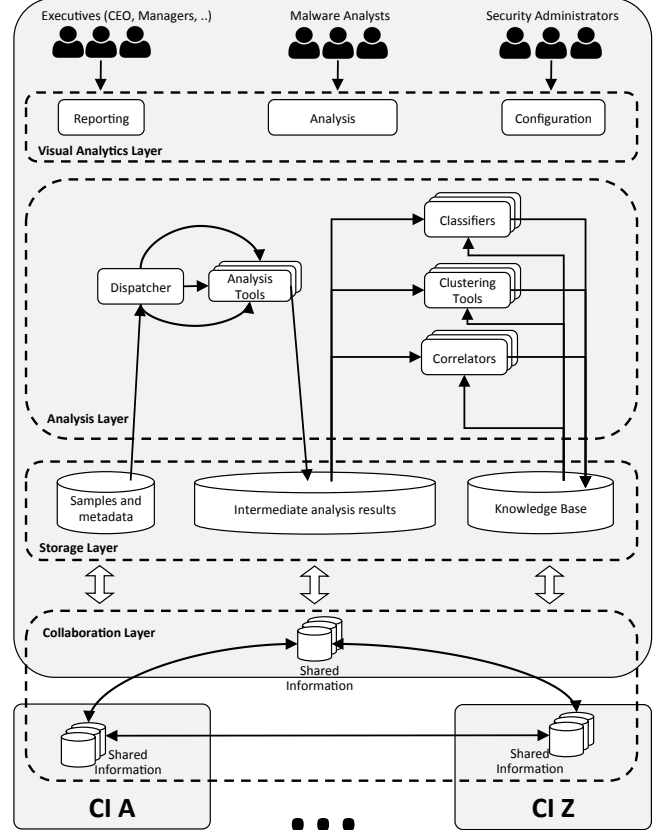 Executives (CEO, Managers, ..)
Malware Analysts
Security Administrators
Reporting
Analysis
Configuration
Visual Analytics Layer
Classifiers
Dispatcher
Analysis
Tools
Clustering
Tools
Correlators
Analysis Layer
Samples and
metadata
Intermediate analysis results
Knowledge Base
Storage Layer
Collaboration Layer
Shared
Information
Shared
Information
Shared
Information
CI A
CI Z